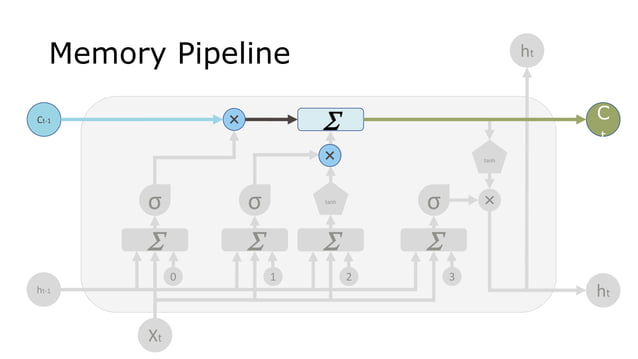 Memory Pipeline
ht
Ct-1
×
Σ
C
t
×
tanh
σ
σ
tanh
σ
×
Σ
Σ
Σ
Σ
0
1
2
3
ht-1
ht
Xt